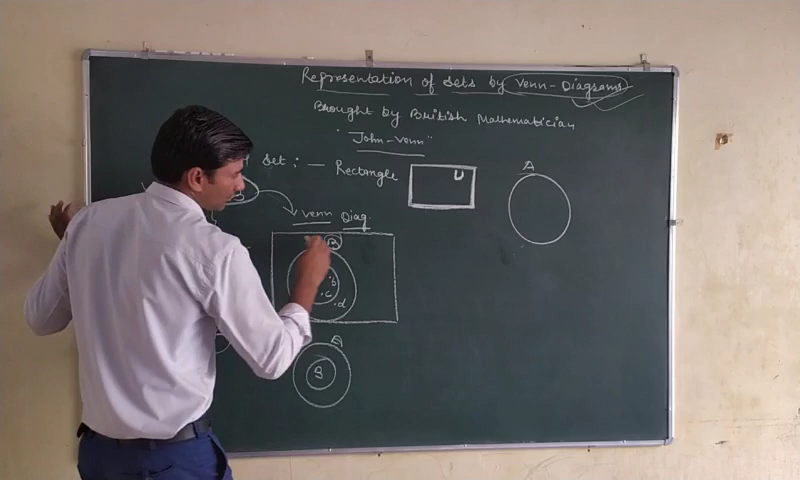 Representation of Sets by Venn-Diagrams
Brought by British Mathematician
"John-Venn"
Set : — Rectangle
U
A
Venn Diag.
B
b
c
d
A
B